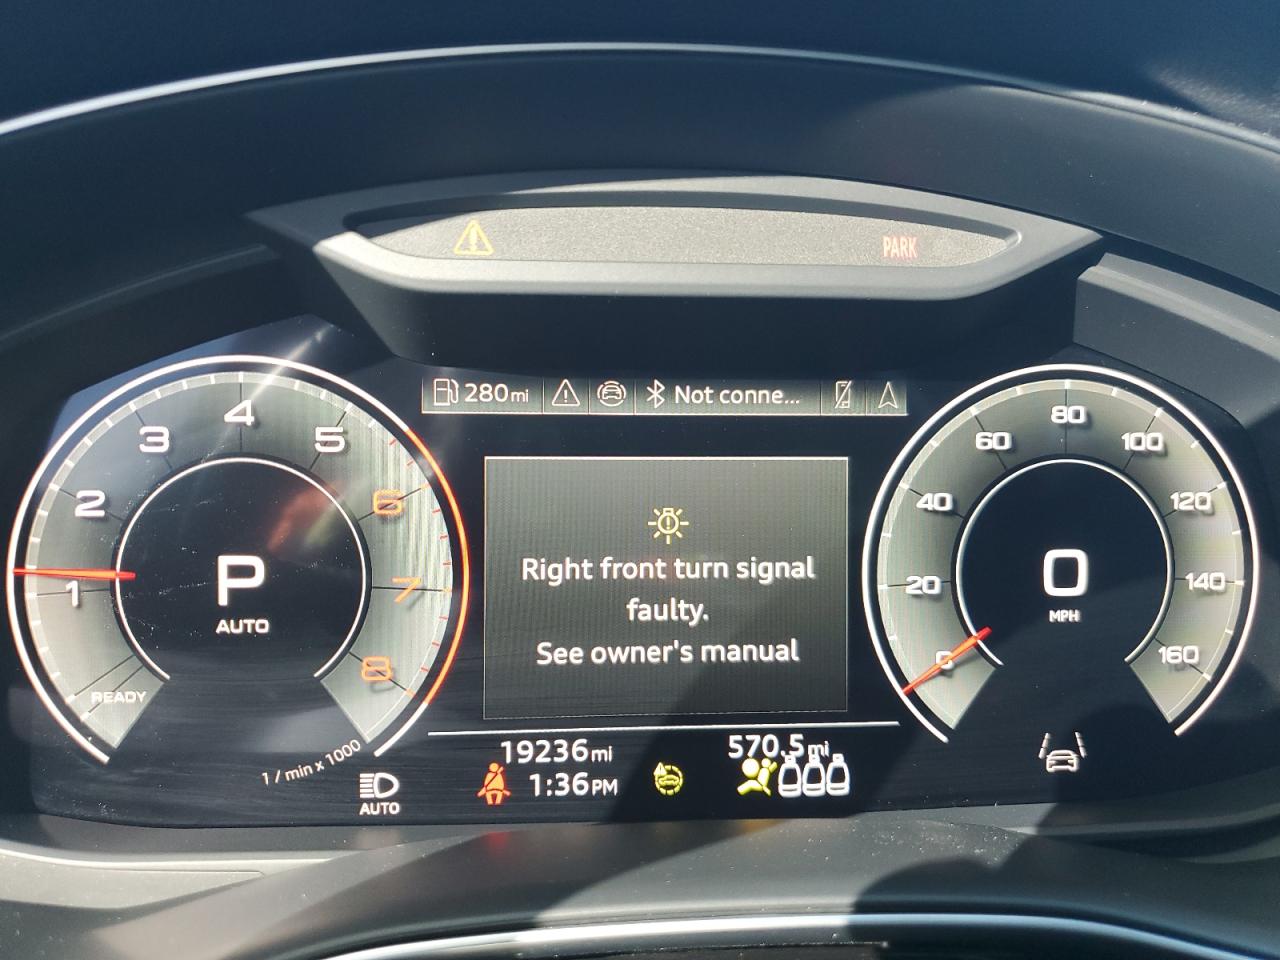 PARK
280mi
Not conne...
1
2
3
4
5
6
7
8
READY
1 / min x 1000
P
AUTO
Right front turn signal
faulty.
See owner's manual
0
20
40
60
80
100
120
140
160
0
MPH
19236mi
570.5mi
1:36PM
AUTO